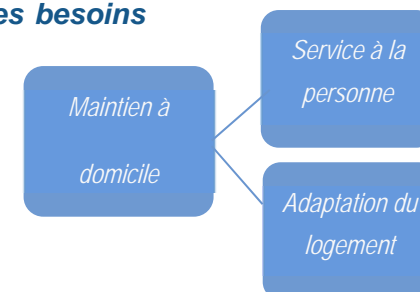 es besoins
Maintien à
domicile
Service à la
personne
Adaptation du
logement